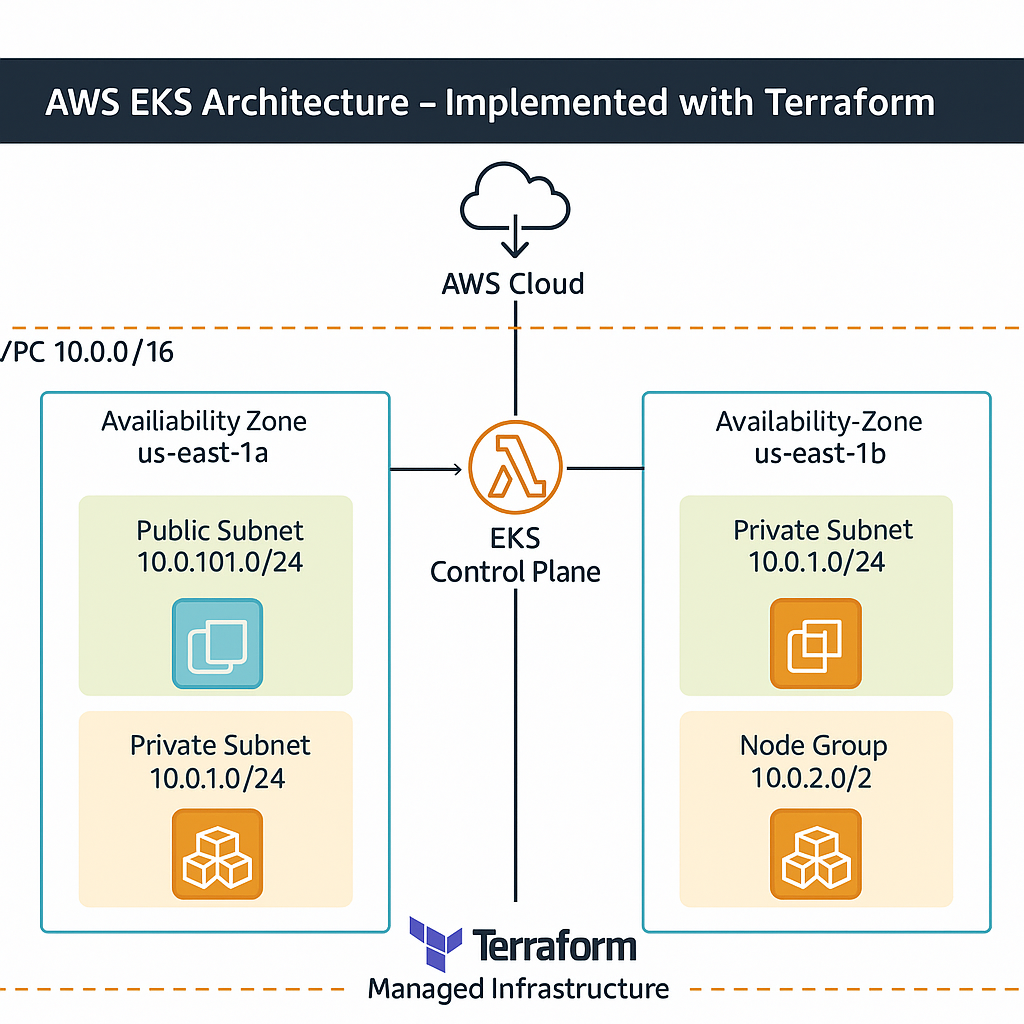 AWS EKS Architecture – Implemented with Terraform
AWS Cloud
VPC 10.0.0/16
Availiability Zone
us-east-1a
Public Subnet
10.0.101.0/24
Private Subnet
10.0.1.0/24
EKS
Control Plane
Availability-Zone
us-east-1b
Private Subnet
10.0.1.0/24
Node Group
10.0.2.0/2
Terraform
Managed Infrastructure